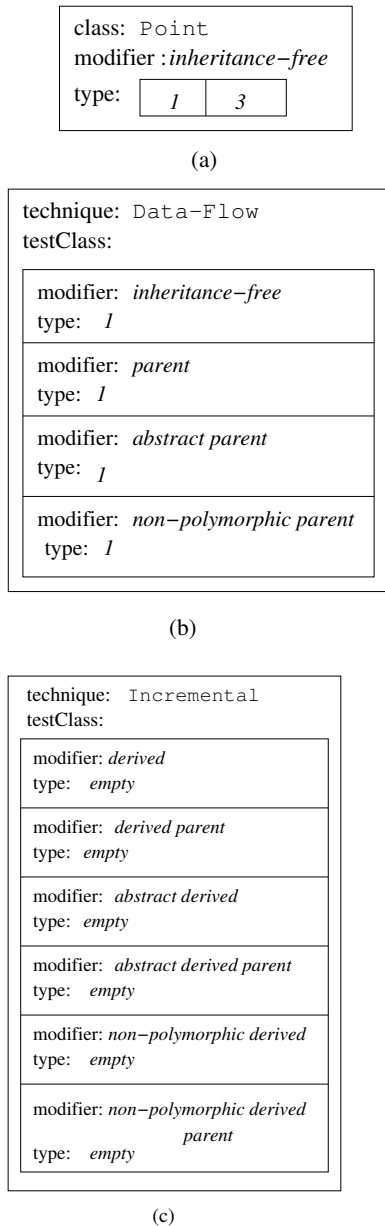 class: Point
modifier : inheritance−free
type: 1 3
(a)
technique: Data−Flow
testClass:
modifier: inheritance−free
type: 1
modifier: parent
type: 1
modifier: abstract parent
type: 1
modifier: non−polymorphic parent
type: 1
(b)
technique: Incremental
testClass:
modifier: derived
type: empty
modifier: derived parent
type: empty
modifier: abstract derived
type: empty
modifier: abstract derived parent
type: empty
modifier: non−polymorphic derived
type: empty
modifier: non−polymorphic derived
parent
type: empty
(c)